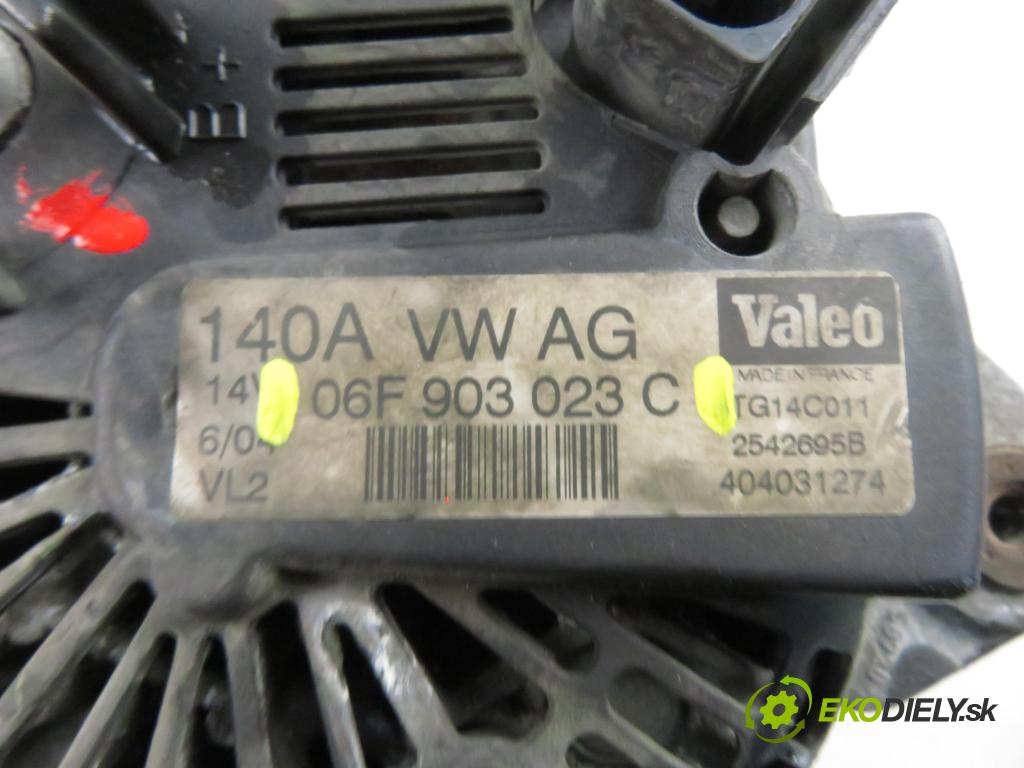 B+
140A VW AG
Valeo
MADE IN FRANCE
14V 06F 903 023 C TG14C011
6/04 2542695B
VL2 404031274
EKODIELY.sk